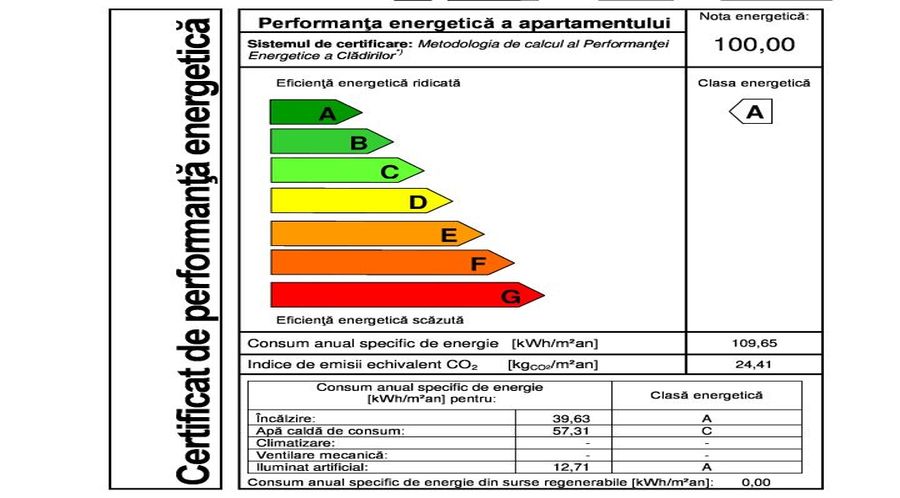 Certificat de performanţă energetică
Performanţa energetică a apartamentului
Nota energetică:
100,00
Sistemul de certificare: Metodologia de calcul al Performanţei
Energetice a Clădirilor*)
Eficienţă energetică ridicată
Clasa energetică
A
A
B
C
D
E
F
G
Eficienţă energetică scăzută
Consum anual specific de energie [kWh/m²an] 109,65
Indice de emisii echivalent CO₂ [kgCO₂/m²an] 24,41
Consum anual specific de energie
[kWh/m²an] pentru:
Clasă energetică
Încălzire: 39,63 A
Apă caldă de consum: 57,31 C
Climatizare: - -
Ventilare mecanică: - -
Iluminat artificial: 12,71 A
Consum anual specific de energie din surse regenerabile [kWh/m²an]: 0,00